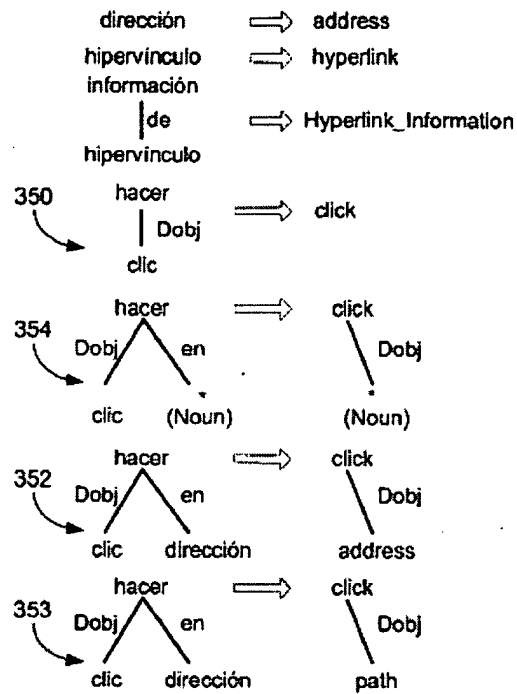 dirección ⇒ address
hipervínculo ⇒ hyperlink
información
de ⇒ Hyperlink_Information
hipervínculo
350 hacer ⇒ click
Dobj
clic
hacer ⇒ click
354 Dobj en Dobj
* *
clic (Noun) (Noun)
hacer ⇒ click
352 Dobj en Dobj
clic dirección address
hacer ⇒ click
353 Dobj en Dobj
clic dirección path